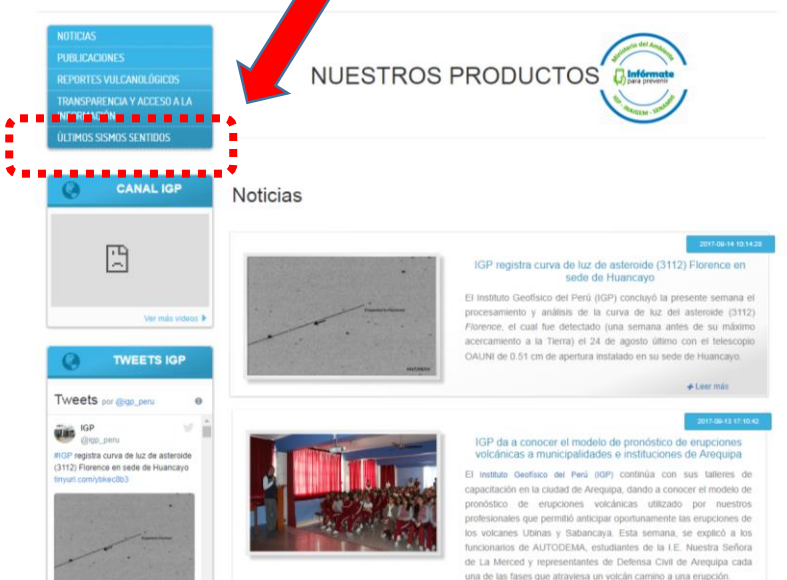 NOTICIAS
PUBLICACIONES
REPORTES VULCANOLÓGICOS
TRANSPARENCIA Y ACCESO A LA
INFORMACIÓN
ÚLTIMOS SISMOS SENTIDOS
NUESTROS PRODUCTOS
Ministerio del Ambiente
Infórmate
para prevenir
IGP - INAIGEM - SENAMHI
CANAL IGP
Ver más videos
TWEETS IGP
Tweets por @igp_peru
IGP
@igp_peru
#IGP registra curva de luz de asteroide
(3112) Florence en sede de Huancayo
tinyurl.com/ybkec8b3
Noticias
2017-09-14 10:14:28
IGP registra curva de luz de asteroide (3112) Florence en
sede de Huancayo
El Instituto Geofísico del Perú (IGP) concluyó la presente semana el
procesamiento y análisis de la curva de luz del asteroide (3112)
Florence, el cual fue detectado (una semana antes de su máximo
acercamiento a la Tierra) el 24 de agosto último con el telescopio
OAUNI de 0.51 cm de apertura instalado en su sede de Huancayo.
Leer más
2017-09-13 17:10:42
IGP da a conocer el modelo de pronóstico de erupciones
volcánicas a municipalidades e instituciones de Arequipa
El Instituto Geofísico del Perú (IGP) continúa con sus talleres de
capacitación en la ciudad de Arequipa, dando a conocer el modelo de
pronóstico de erupciones volcánicas utilizado por nuestros
profesionales que permitió anticipar oportunamente las erupciones de
los volcanes Ubinas y Sabancaya. Esta semana, se explicó a los
funcionarios de AUTODEMA, estudiantes de la I.E. Nuestra Señora
de La Merced y representantes de Defensa Civil de Arequipa cada
una de las fases que atraviesa un volcán camino a una erupción.